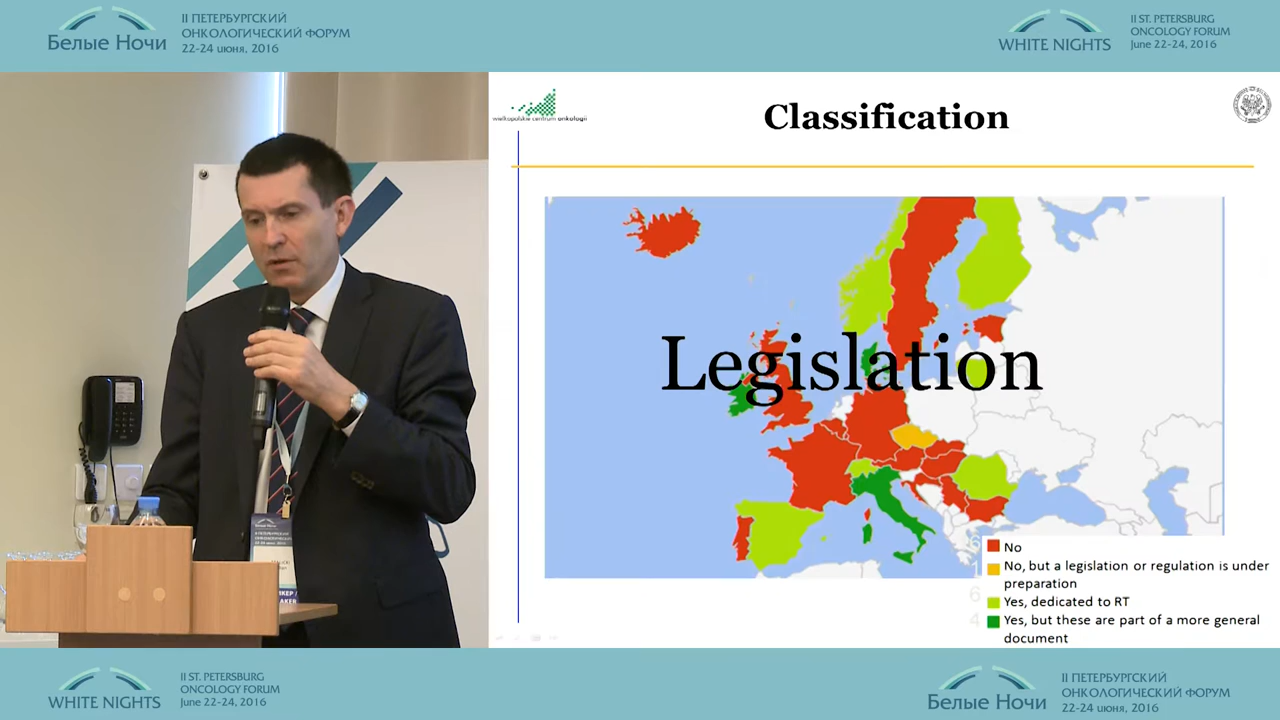 Белые Ночи
II ПЕТЕРБУРГСКИЙ
ОНКОЛОГИЧЕСКИЙ ФОРУМ
22-24 июня, 2016
WHITE NIGHTS
II ST. PETERSBURG
ONCOLOGY FORUM
June 22-24, 2016
wielkopolskie centrum onkologii
Classification
Legislation
No
No, but a legislation or regulation is under
preparation
Yes, dedicated to RT
Yes, but these are part of a more general
document
WHITE NIGHTS
II ST. PETERSBURG
ONCOLOGY FORUM
June 22-24, 2016
Белые Ночи
II ПЕТЕРБУРГСКИЙ
ОНКОЛОГИЧЕСКИЙ ФОРУМ
22-24 июня, 2016